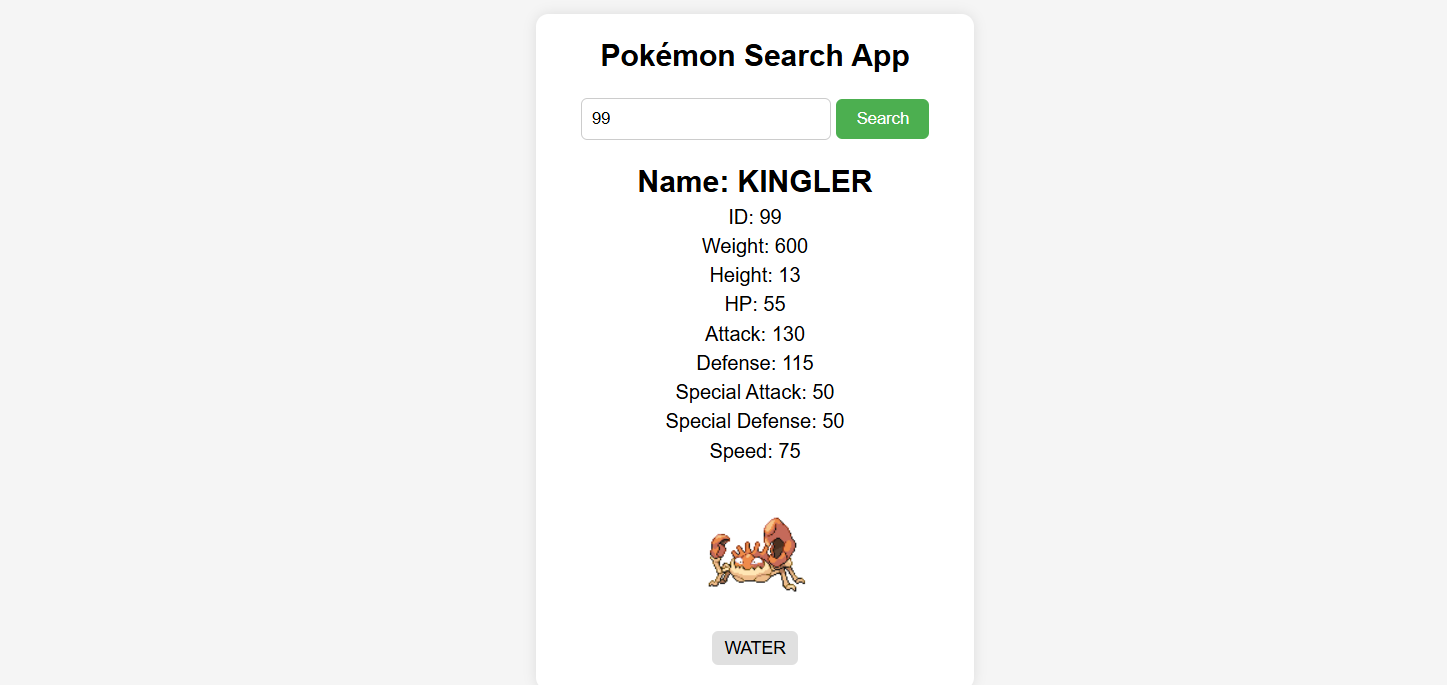 Pokémon Search App
99 Search
Name: KINGLER
ID: 99
Weight: 600
Height: 13
HP: 55
Attack: 130
Defense: 115
Special Attack: 50
Special Defense: 50
Speed: 75
WATER